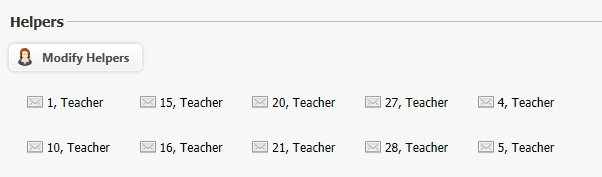 Helpers
Modify Helpers
1, Teacher 15, Teacher 20, Teacher 27, Teacher 4, Teacher
10, Teacher 16, Teacher 21, Teacher 28, Teacher 5, Teacher